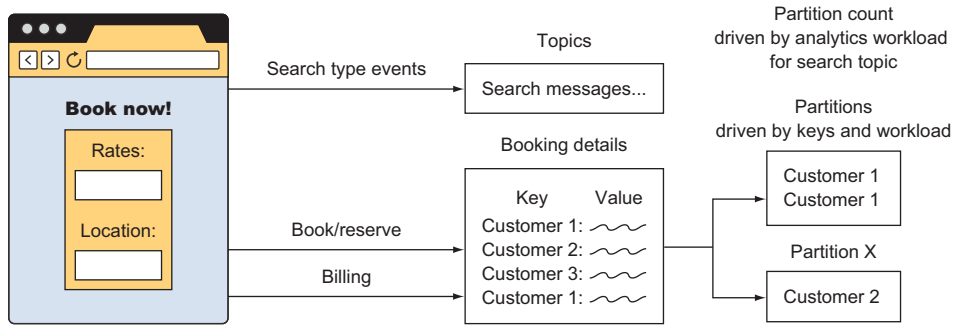 Book now!
Rates:
Location:
Search type events
Book/reserve
Billing
Topics
Search messages...
Booking details
Key Value
Customer 1:
Customer 2:
Customer 3:
Customer 1:
Partition count
driven by analytics workload
for search topic
Partitions
driven by keys and workload
Customer 1
Customer 1
Partition X
Customer 2